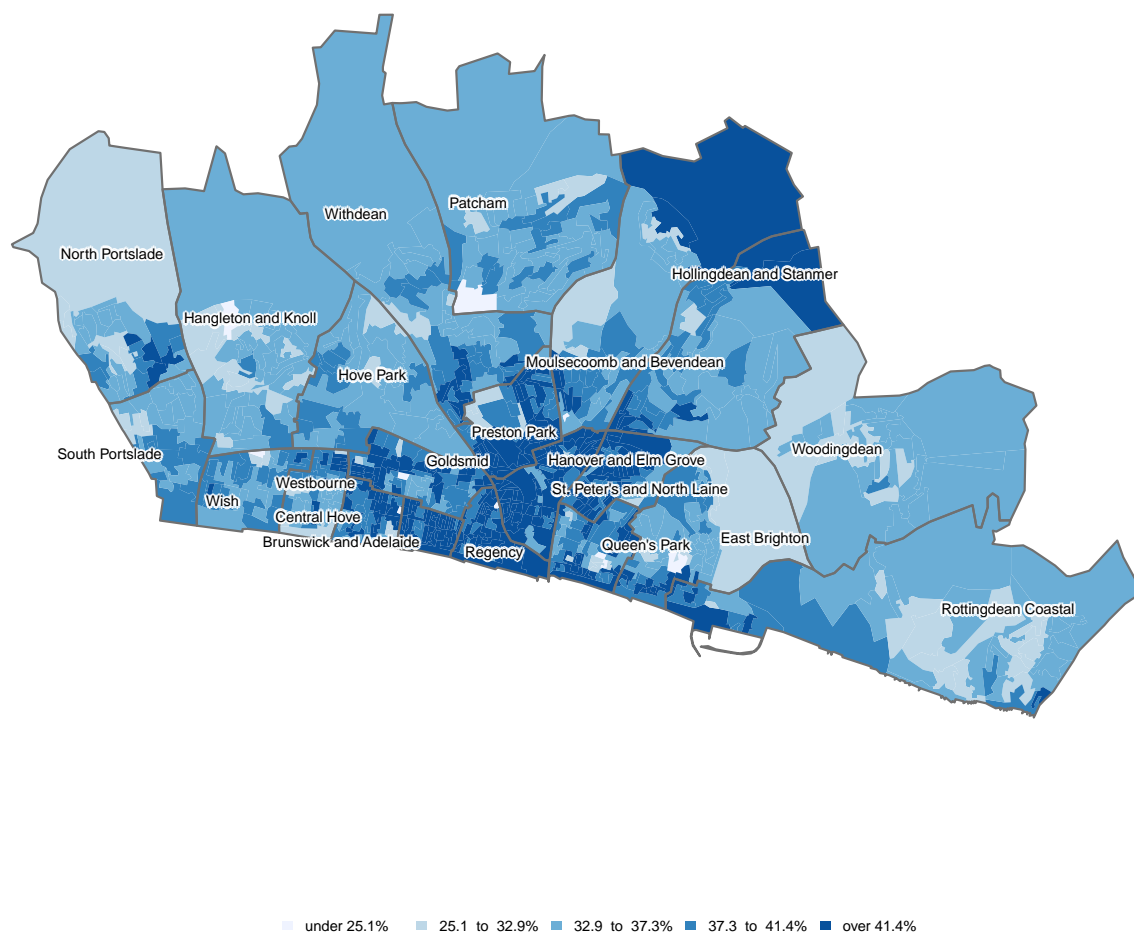 Patcham
Withdean
North Portslade
Hollingdean and Stanmer
Hangleton and Knoll
Moulsecoomb and Bevendean
Hove Park
Preston Park
Woodingdean
South Portslade
Goldsmid
Hanover and Elm Grove
Westbourne
St. Peter's and North Laine
Wish
Central Hove
East Brighton
Brunswick and Adelaide
Queen's Park
Regency
Rottingdean Coastal
under 25.1%
25.1 to 32.9%
32.9 to 37.3%
37.3 to 41.4%
over 41.4%